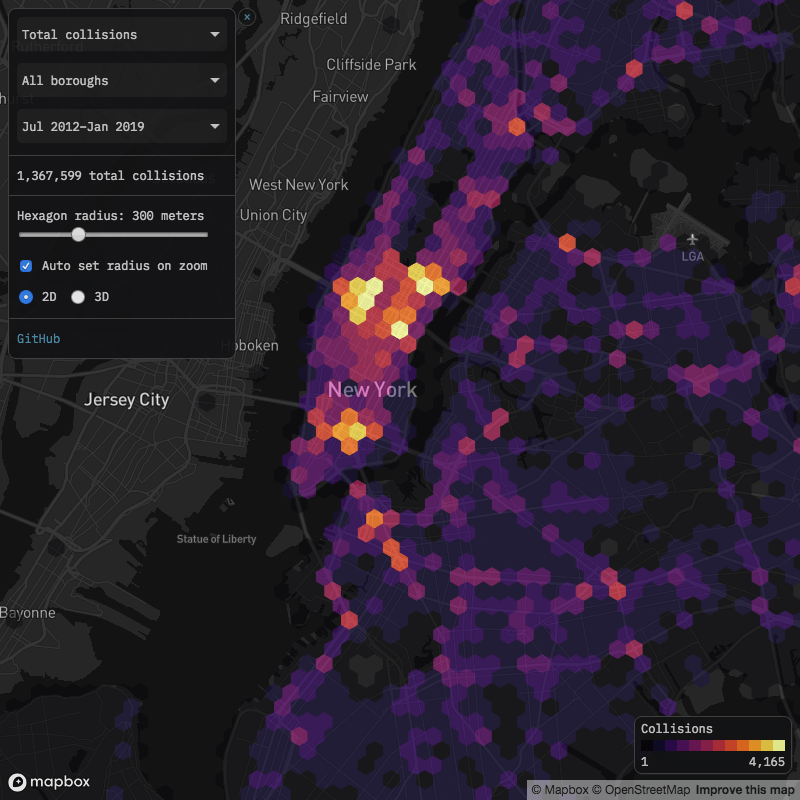 Total collisions
×
All boroughs
Jul 2012–Jan 2019
1,367,599 total collisions
Hexagon radius: 300 meters
Auto set radius on zoom
2D
3D
GitHub
Ridgefield
Cliffside Park
Fairview
West New York
Union City
LGA
Hoboken
New York
Jersey City
Statue of Liberty
Bayonne
Collisions
1
4,165
mapbox
© Mapbox © OpenStreetMap Improve this map